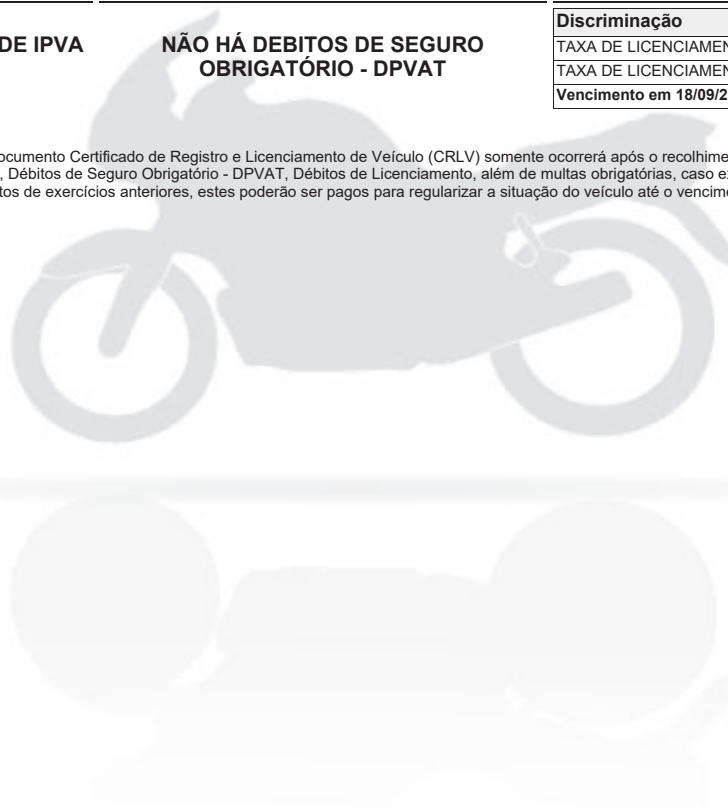 DE IPVA
NÃO HÁ DEBITOS DE SEGURO
OBRIGATÓRIO - DPVAT
Discriminação
TAXA DE LICENCIAMEN
TAXA DE LICENCIAMEN
Vencimento em 18/09/2
ocumento Certificado de Registro e Licenciamento de Veículo (CRLV) somente ocorrerá após o recolhime
, Débitos de Seguro Obrigatório - DPVAT, Débitos de Licenciamento, além de multas obrigatórias, caso e
tos de exercícios anteriores, estes poderão ser pagos para regularizar a situação do veículo até o vencime